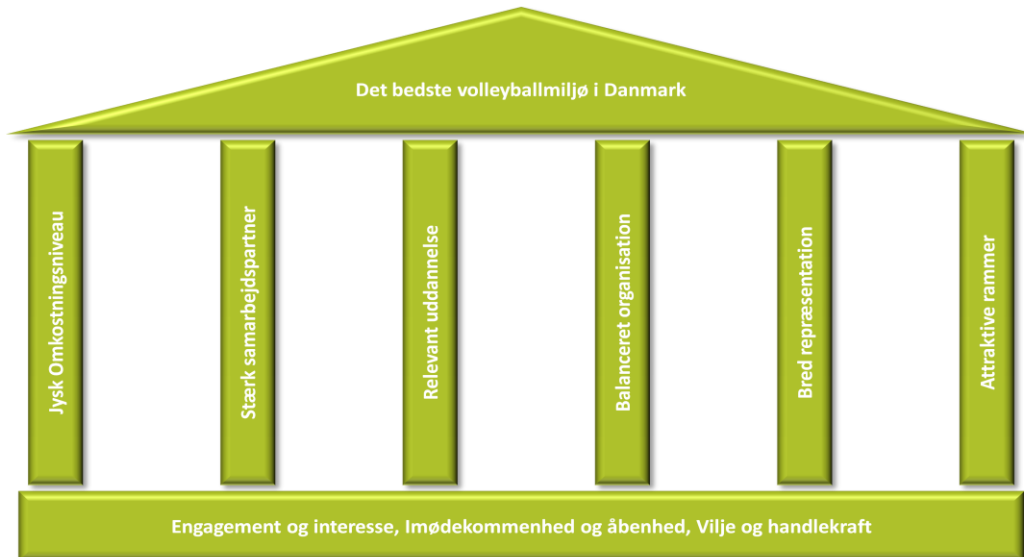 Det bedste volleyballmiljø i Danmark
Jysk Omkostningsniveau
Stærk samarbejdspartner
Relevant uddannelse
Balanceret organisation
Bred repræsentation
Attraktive rammer
Engagement og interesse, Imødekommenhed og åbenhed, Vilje og handlekraft